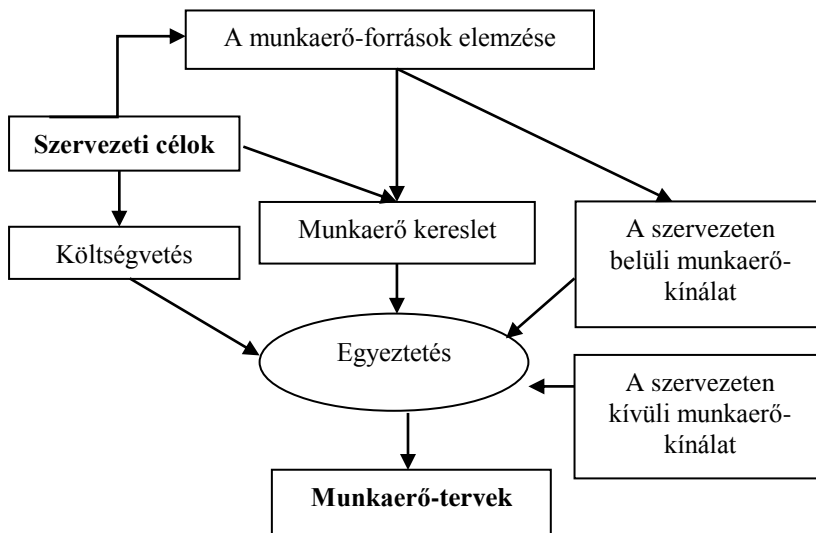 A munkaerő-források elemzése
Szervezeti célok
Költségvetés
Munkaerő kereslet
A szervezeten
belüli munkaerő-
kínálat
Egyeztetés
A szervezeten
kívüli munkaerő-
kínálat
Munkaerő-tervek